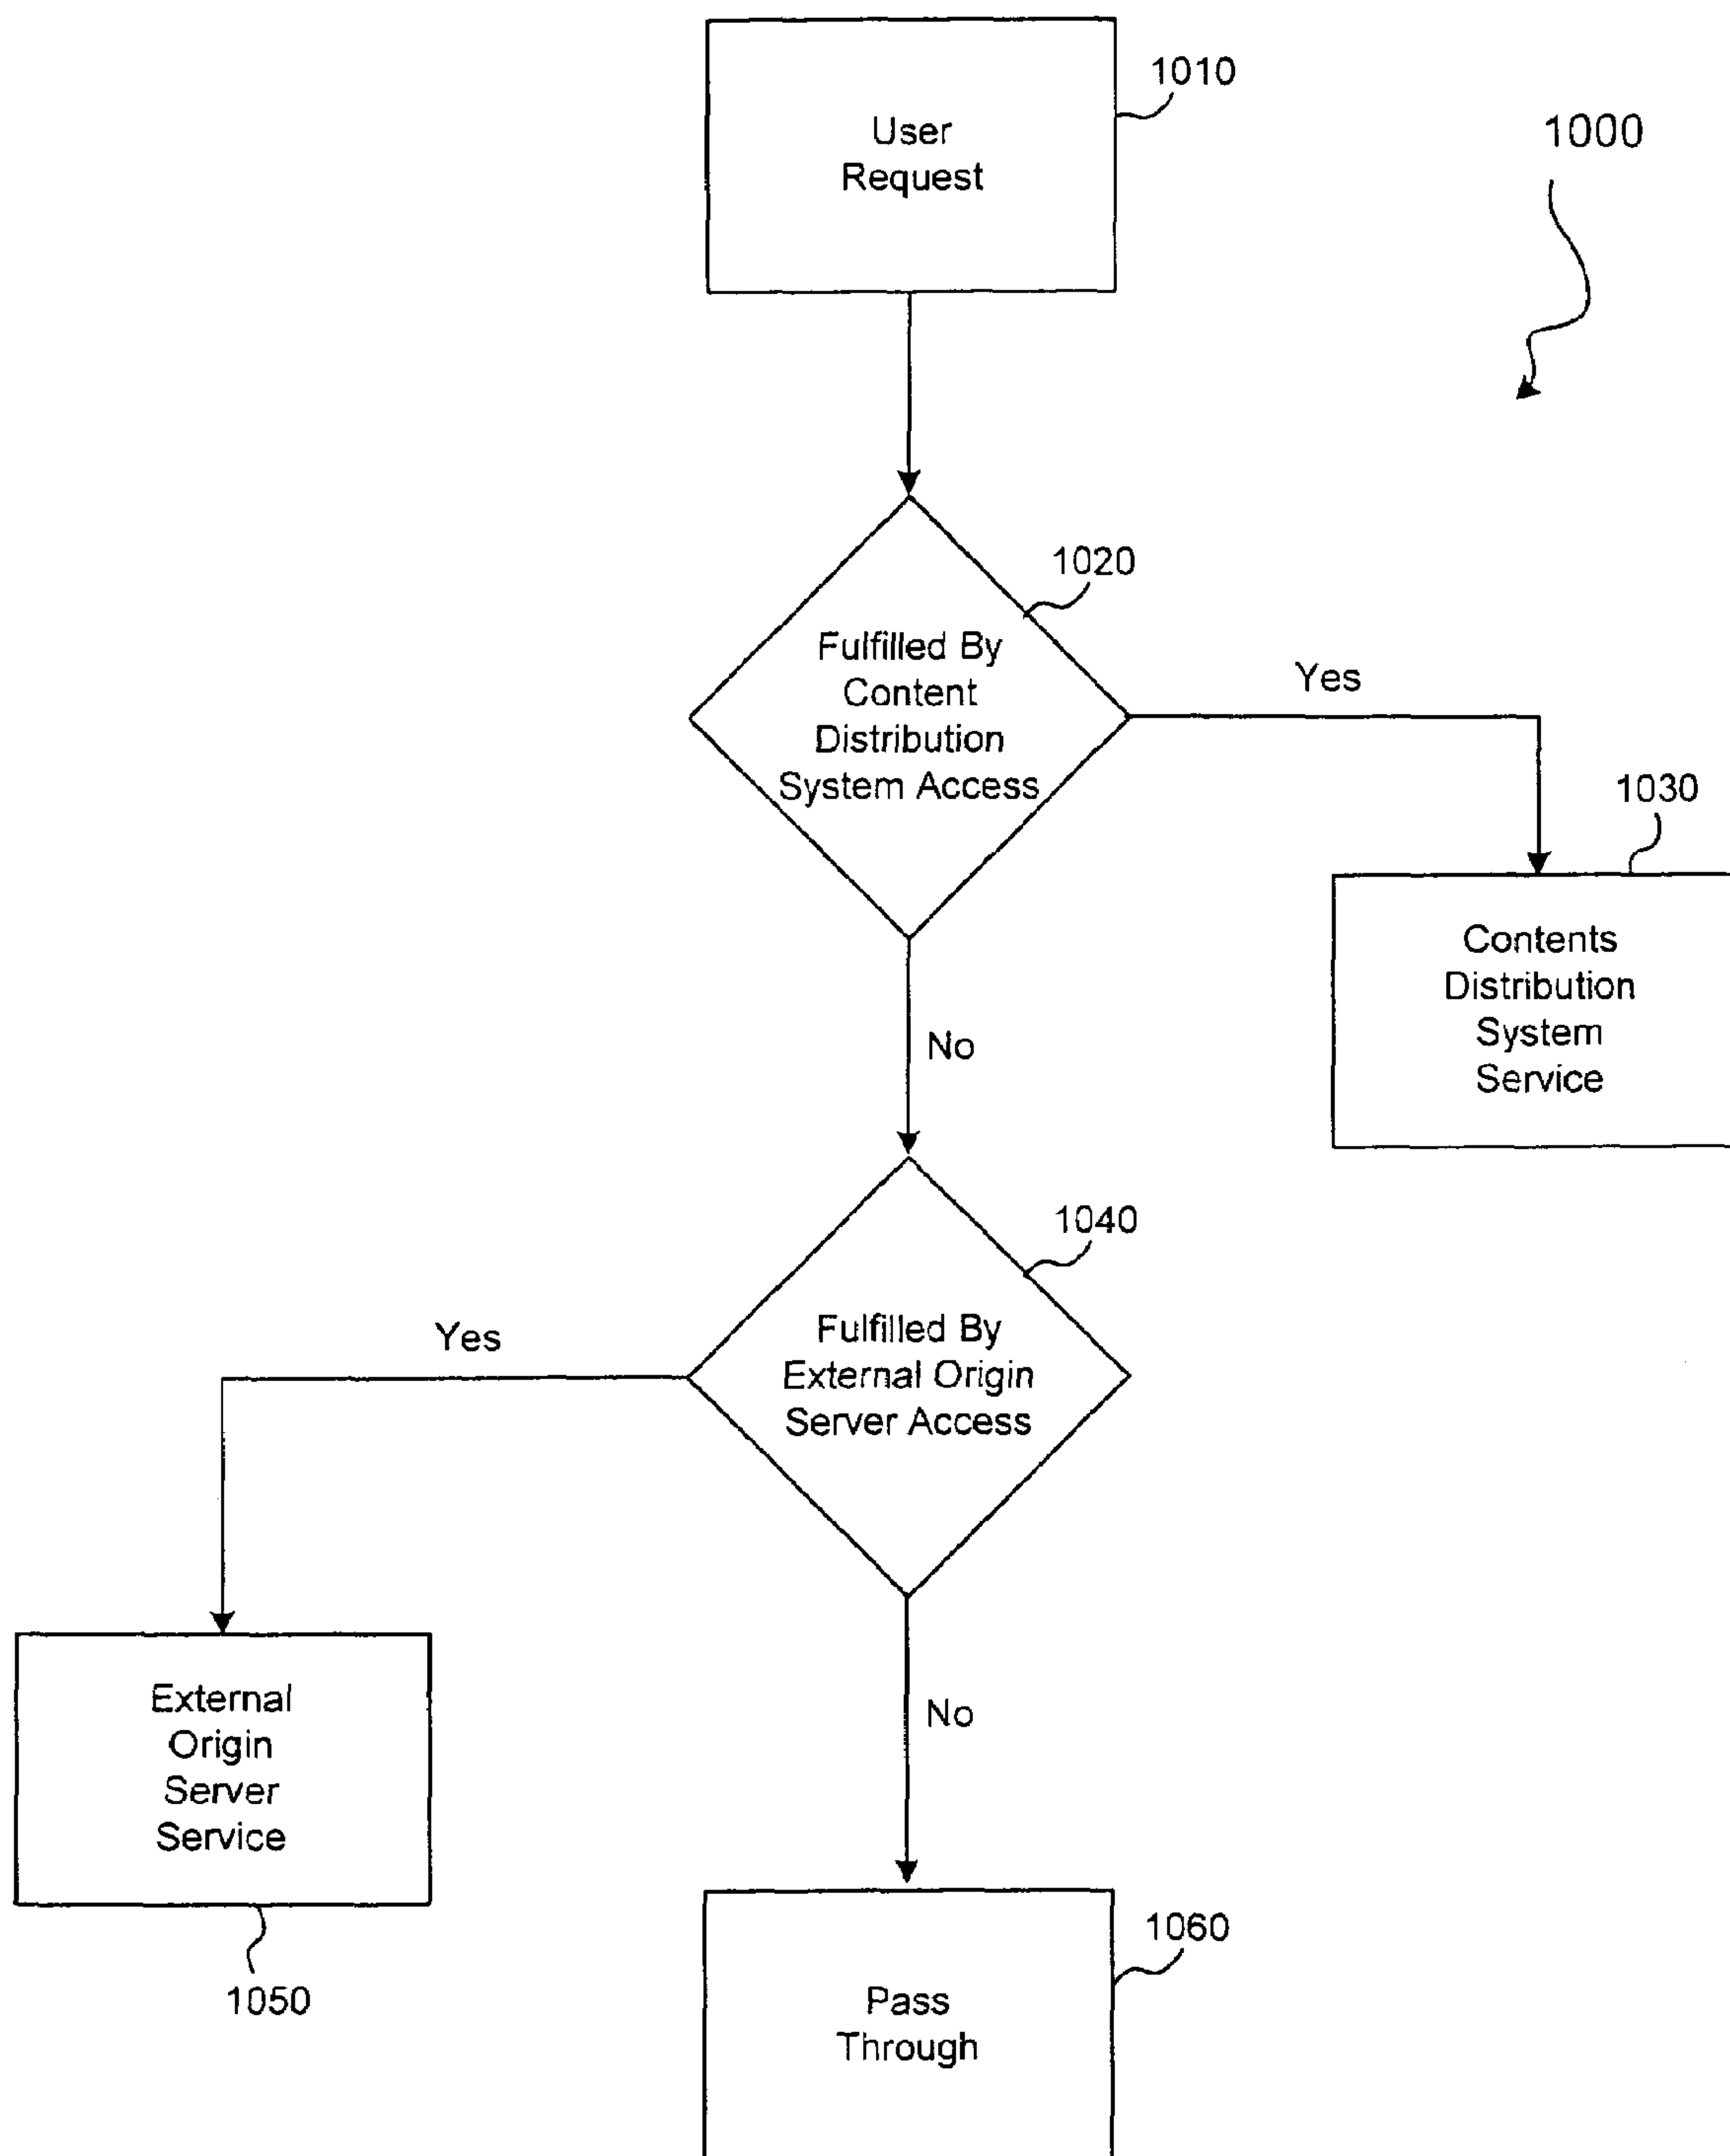 1010
User
Request
1000
1020
Fulfilled By
Content
Distribution
System Access
Yes
1030
Contents
Distribution
System
Service
No
1040
Fulfilled By
External Origin
Server Access
Yes
External
Origin
Server
Service
1050
No
1060
Pass
Through